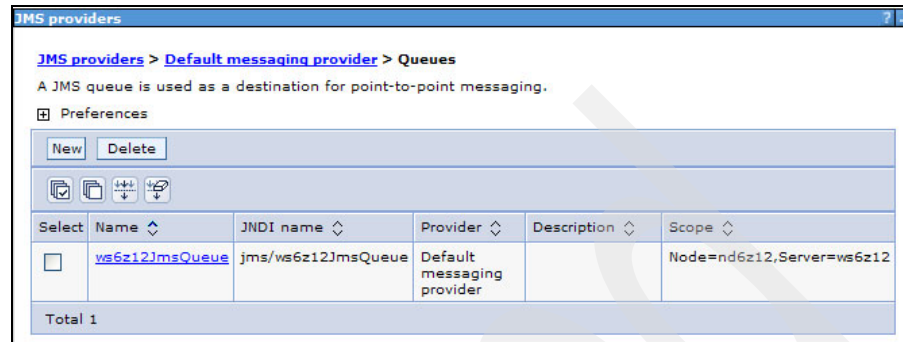 JMS providers ?
JMS providers > Default messaging provider > Queues
A JMS queue is used as a destination for point-to-point messaging.
Preferences
New Delete
Select Name JNDI name Provider Description Scope
ws6z12JmsQueue jms/ws6z12JmsQueue Default messaging provider Node=nd6z12,Server=ws6z12
Total 1